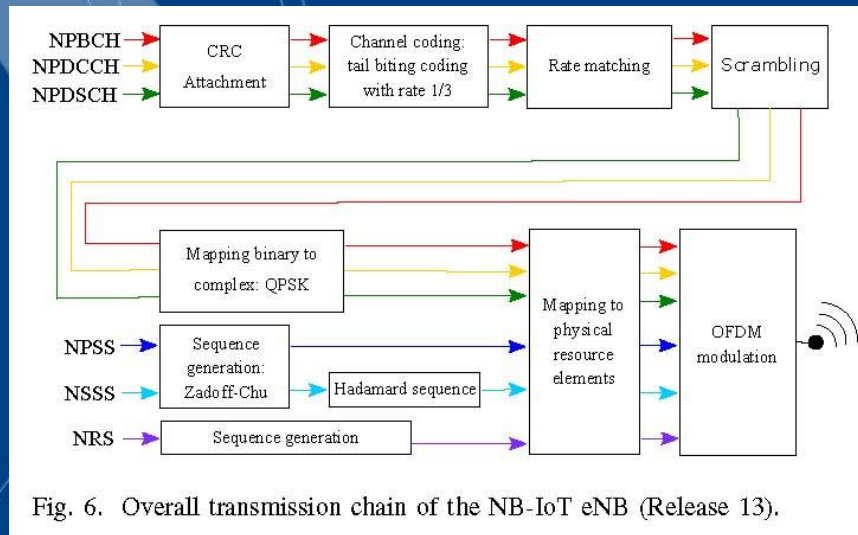 NPBCH
NPDCCH
NPDSCH
CRC
Attachment
Channel coding:
tail biting coding
with rate 1/3
Rate matching
Scrambling
Mapping binary to
complex: QPSK
NPSS
NSSS
NRS
Sequence
generation:
Zadoff-Chu
Hadamard sequence
Sequence generation
Mapping to
physical
resource
elements
OFDM
modulation
Fig. 6. Overall transmission chain of the NB-IoT eNB (Release 13).